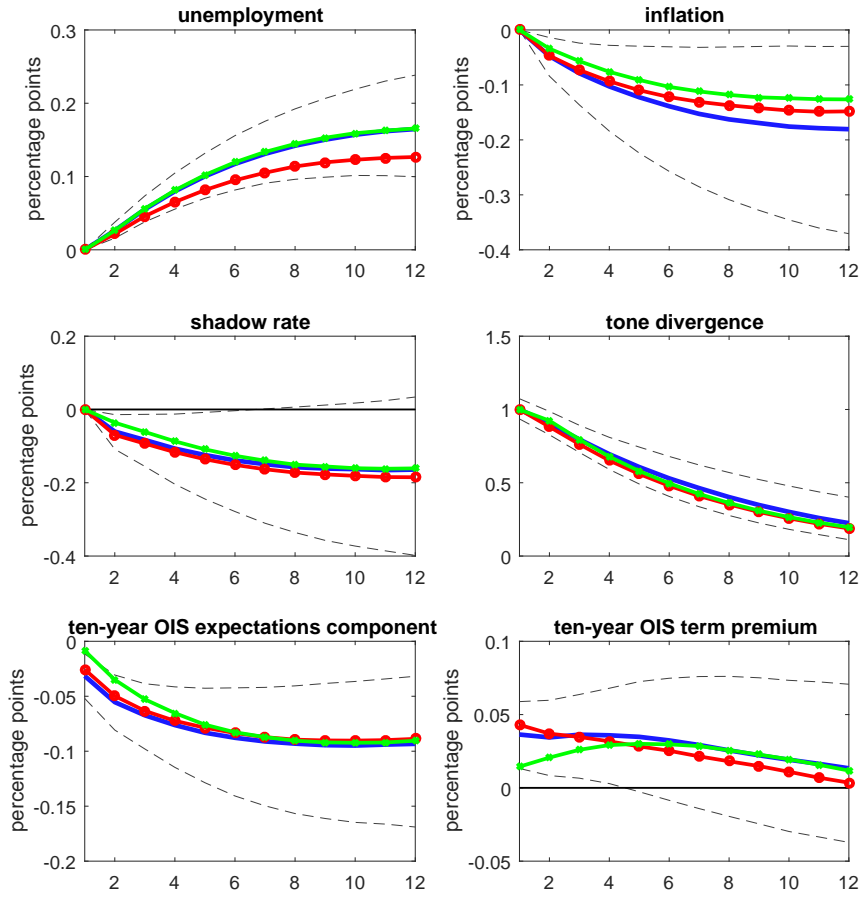 unemployment
percentage points
0.3
0.2
0.1
0
2 4 6 8 10 12
inflation
percentage points
0
-0.1
-0.2
-0.3
-0.4
2 4 6 8 10 12
shadow rate
percentage points
0.2
0
-0.2
-0.4
2 4 6 8 10 12
tone divergence
percentage points
1.5
1
0.5
0
2 4 6 8 10 12
ten-year OIS expectations component
percentage points
0
-0.05
-0.1
-0.15
-0.2
2 4 6 8 10 12
ten-year OIS term premium
percentage points
0.1
0.05
0
-0.05
2 4 6 8 10 12